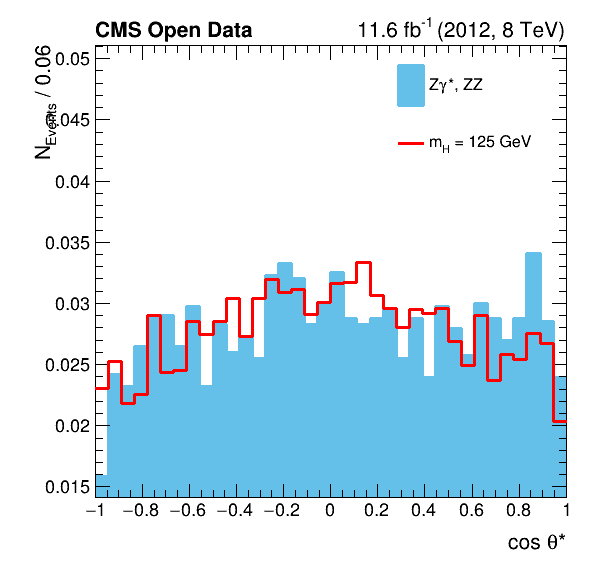 CMS Open Data 11.6 fb-1 (2012, 8 TeV)
N_Events / 0.06
Zγ*, ZZ
m_H = 125 GeV
0.05
0.045
0.04
0.035
0.03
0.025
0.02
0.015
−1 −0.8 −0.6 −0.4 −0.2 0 0.2 0.4 0.6 0.8 1
cos θ*